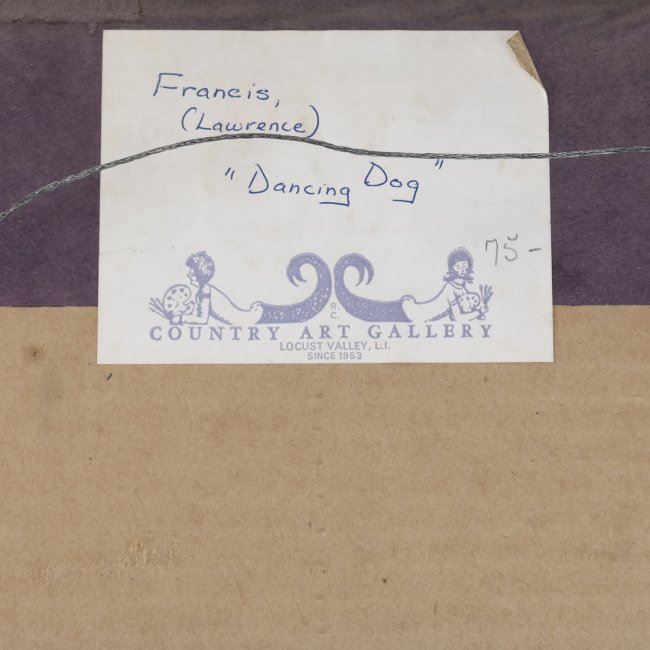 Francis,
(Lawrence)
"Dancing Dog"
75-
R.
C.
COUNTRY ART GALLERY
LOCUST VALLEY, L.I.
SINCE 1953